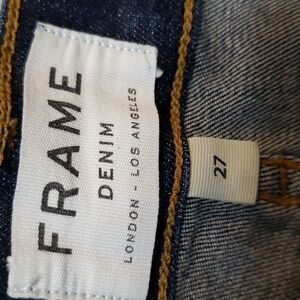 FRAME
DENIM
LONDON - LOS ANGELES
27